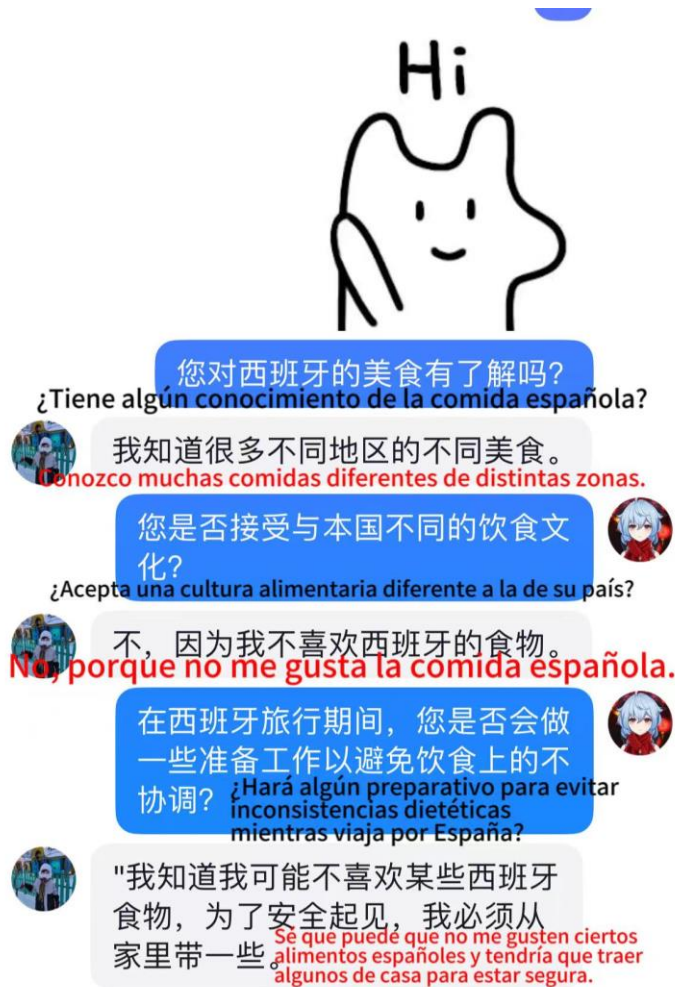 Hi
您对西班牙的美食有了解吗?
¿Tiene algún conocimiento de la comida española?
我知道很多不同地区的不同美食。
Conozco muchas comidas diferentes de distintas zonas.
您是否接受与本国不同的饮食文
化?
¿Acepta una cultura alimentaria diferente a la de su país?
不，因为我不喜欢西班牙的食物。
No, porque no me gusta la comida española.
在西班牙旅行期间，您是否会做
一些准备工作以避免饮食上的不
协调?
¿Hará algún preparativo para evitar
inconsistencias dietéticas
mientras viaja por España?
"我知道我可能不喜欢某些西班牙
食物，为了安全起见，我必须从
家里带一些。
Sé que puede que no me gusten ciertos
alimentos españoles y tendría que traer
algunos de casa para estar segura.